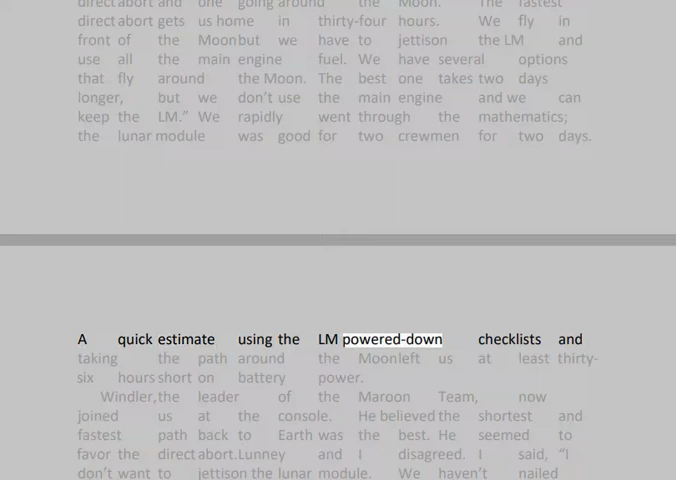 direct abort and one going around the Moon. The fastest
direct abort gets us home in thirty-four hours. We fly in
front of the Moon but we have to jettison the LM and
use all the main engine fuel. We have several options
that fly around the Moon. The best one takes two days
longer, but we don’t use the main engine and we can
keep the LM.” We rapidly went through the mathematics;
the lunar module was good for two crewmen for two days.
A quick estimate using the LM powered-down checklists and
taking the path around the Moon left us at least thirty-
six hours short on battery power.
Windler, the leader of the Maroon Team, now
joined us at the console. He believed the shortest and
fastest path back to Earth was the best. He seemed to
favor the direct abort. Lunney and I disagreed. I said, “I
don’t want to jettison the lunar module. We haven’t nailed